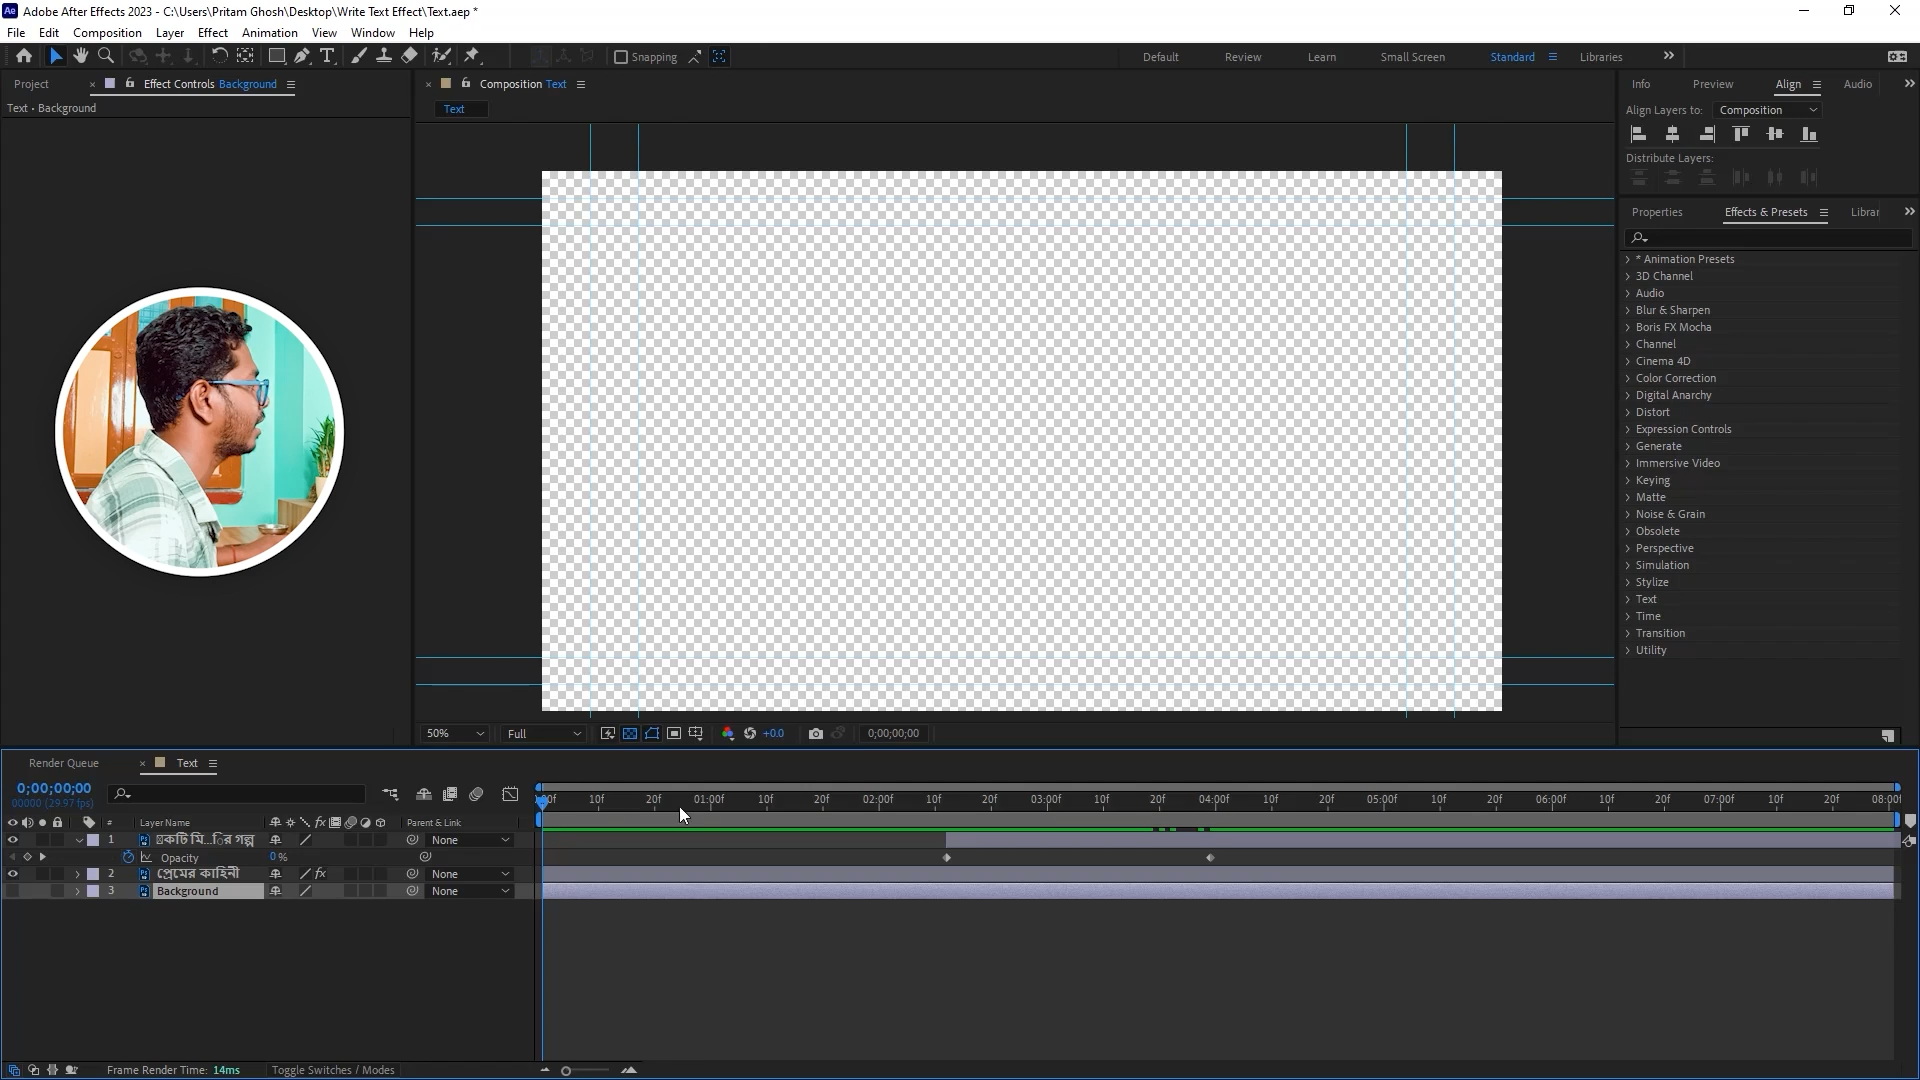 Adobe After Effects 2023 - C:\Users\Pritam Ghosh\Desktop\Write Text Effect\Text.aep *
File Edit Composition Layer Effect Animation View Window Help
Snapping Default Review Learn Small Screen Standard Libraries
Project Effect Controls Background
Text • Background
Composition Text
Text
Info Preview Align Audio
Align Layers to: Composition
Distribute Layers:
Properties Effects & Presets Librar
* Animation Presets
3D Channel
Audio
Blur & Sharpen
Boris FX Mocha
Channel
Cinema 4D
Color Correction
Digital Anarchy
Distort
Expression Controls
Generate
Immersive Video
Keying
Matte
Noise & Grain
Obsolete
Perspective
Simulation
Stylize
Text
Time
Transition
Utility
50% Full +0.0 0;00;00;00
Render Queue Text
0;00;00;00
00000 (29.97 fps)
:00f 10f 20f 01:00f 10f 20f 02:00f 10f 20f 03:00f 10f 20f 04:00f 10f 20f 05:00f 10f 20f 06:00f 10f 20f 07:00f 10f 20f 08:00f
# Layer Name fx Parent & Link
1 কটি মি... গল্প None
Opacity 0 %
2 প্রেমের কাহিনী fx None
3 Background None
Frame Render Time: 14ms Toggle Switches / Modes